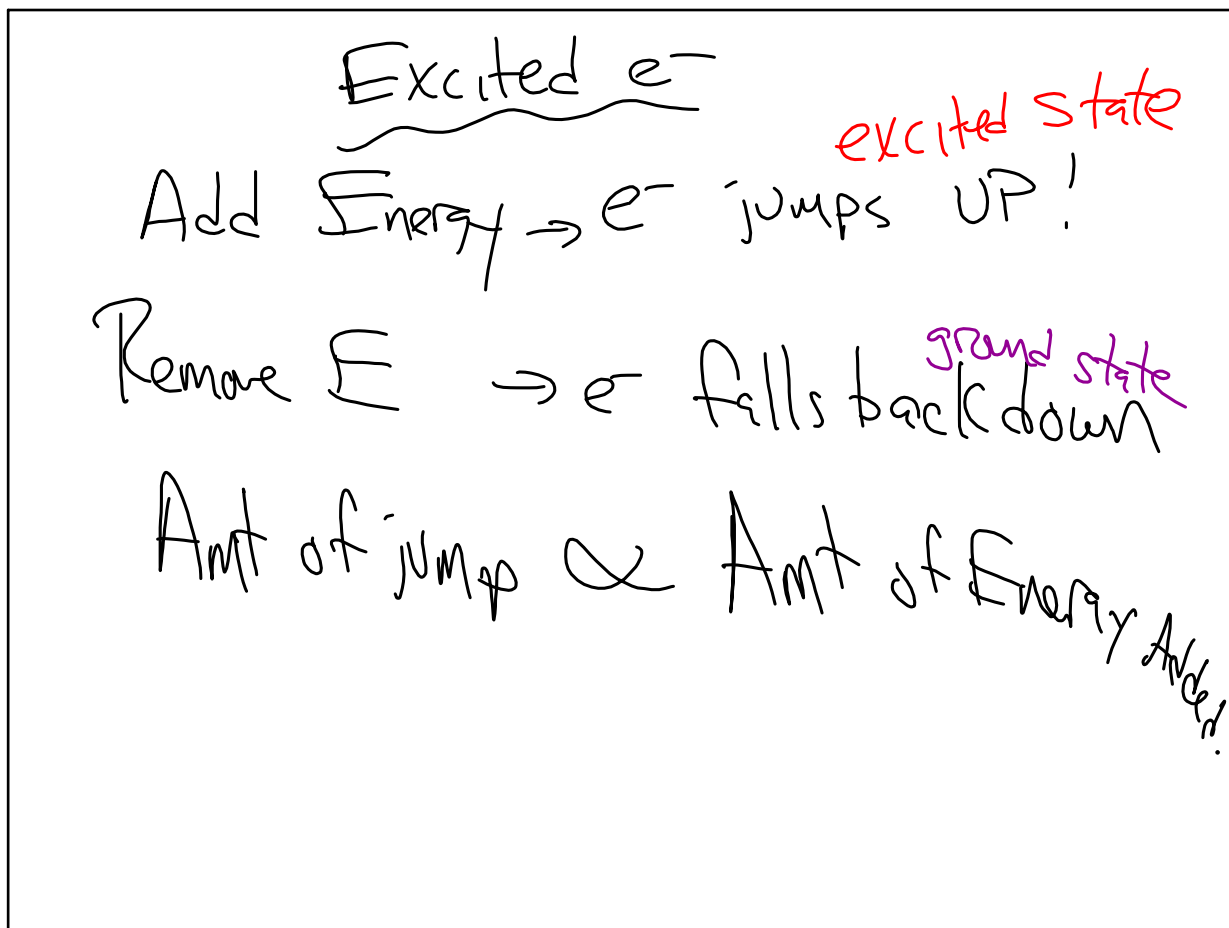 Excited e⁻
excited state
Add Energy → e⁻ jumps UP!
ground state
Remove E → e⁻ falls back down
Amt of jump ∝ Amt of Energy Added.